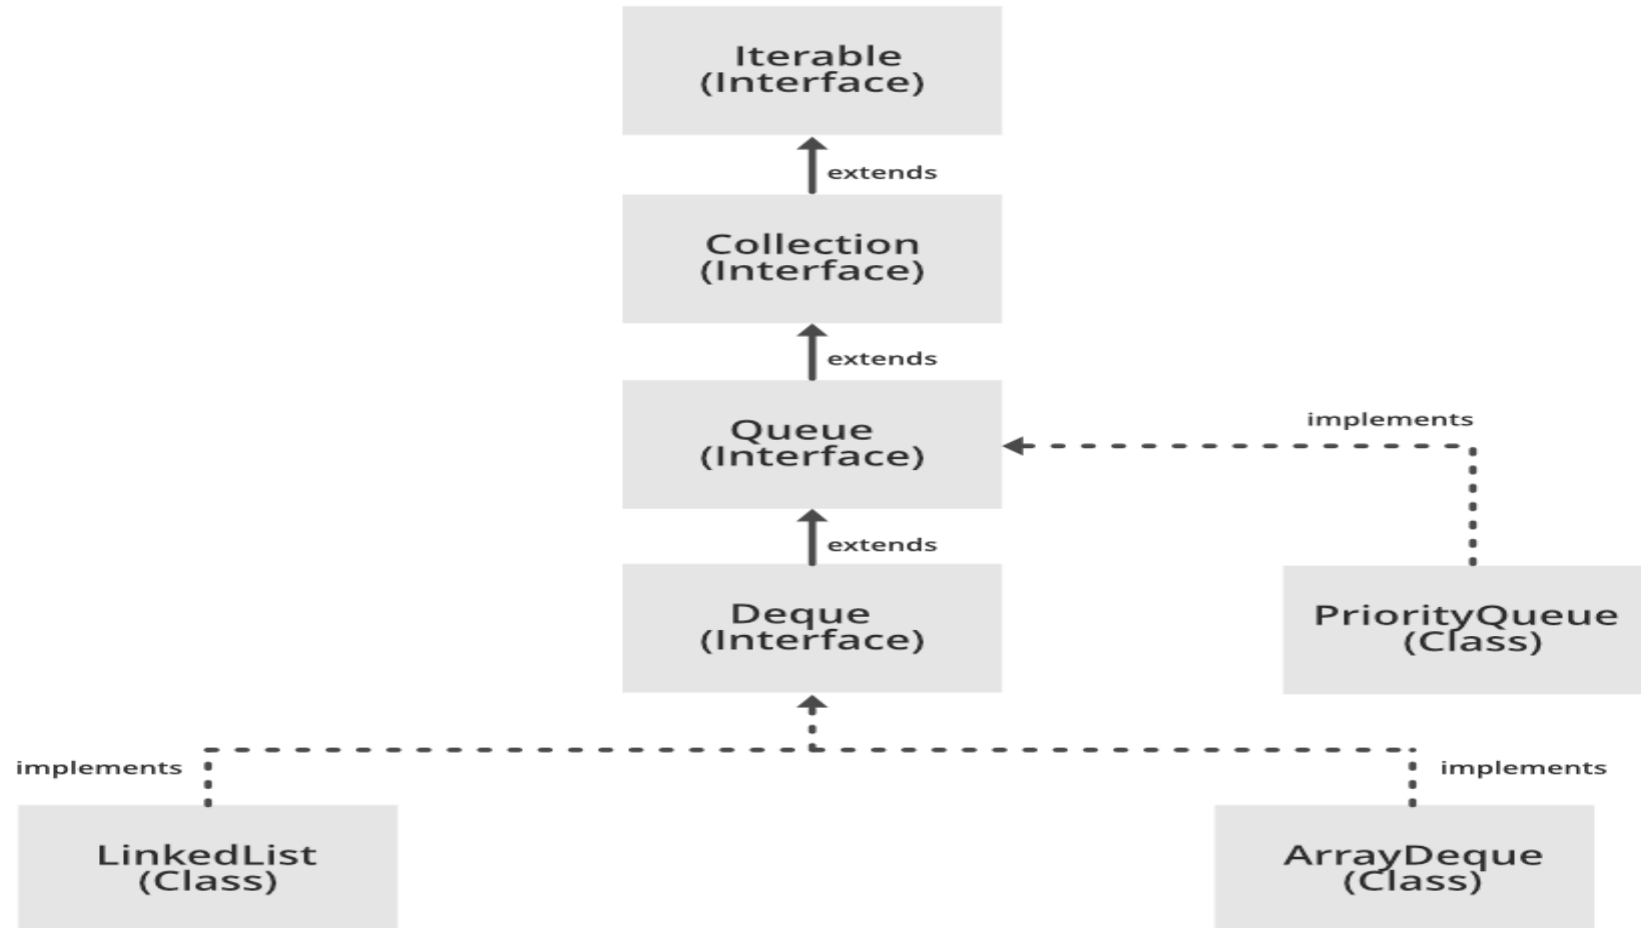 Iterable
(Interface)
extends
Collection
(Interface)
extends
Queue
(Interface)
implements
extends
Deque
(Interface)
PriorityQueue
(Class)
implements
implements
LinkedList
(Class)
ArrayDeque
(Class)